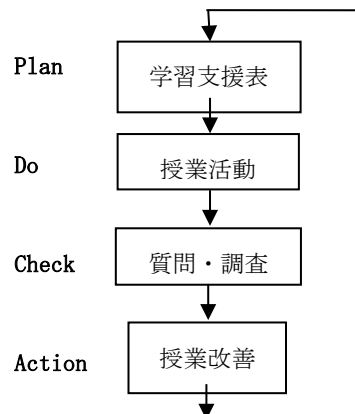 Plan
学習支援表
Do
授業活動
Check
質問・調査
Action
授業改善